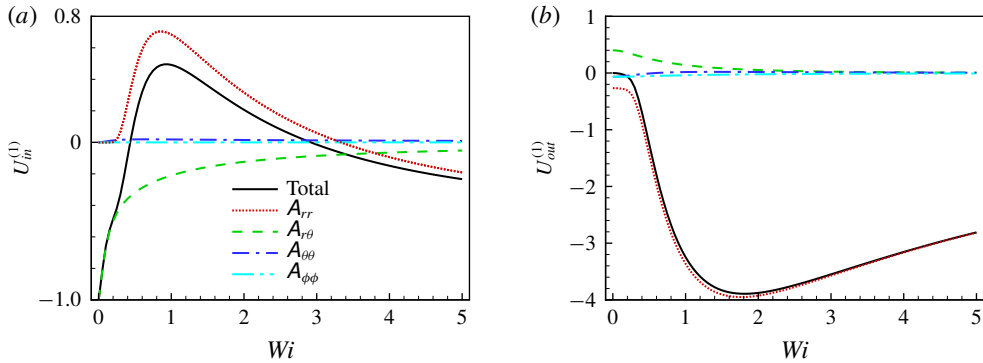 (a)
0.8
0
−1.0
U_in^(1)
Total
A_rr
A_rθ
A_θθ
A_ϕϕ
0 1 2 3 4 5
Wi
(b)
1
0
−1
−2
−3
−4
U_out^(1)
0 1 2 3 4 5
Wi